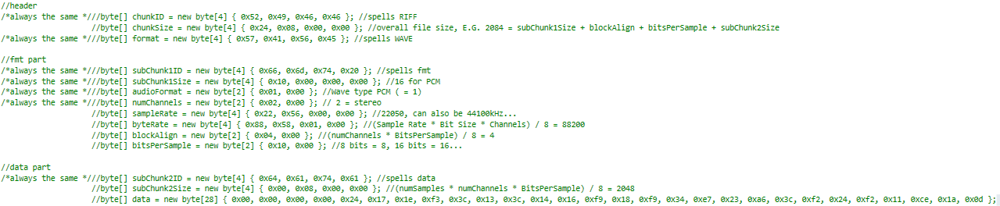 //header
/*always the same *///byte[] chunkID = new byte[4] { 0x52, 0x49, 0x46, 0x46 }; //spells RIFF
//byte[] chunkSize = new byte[4] { 0x24, 0x08, 0x00, 0x00 }; //overall file size, E.G. 2084 = subChunk1Size + blockAlign + bitsPerSample + subChunk2Size
/*always the same *///byte[] format = new byte[4] { 0x57, 0x41, 0x56, 0x45 }; //spells WAVE
//fmt part
/*always the same *///byte[] subChunk1ID = new byte[4] { 0x66, 0x6d, 0x74, 0x20 }; //spells fmt
/*always the same *///byte[] subChunk1Size = new byte[4] { 0x10, 0x00, 0x00, 0x00 }; //16 for PCM
/*always the same *///byte[] audioFormat = new byte[2] { 0x01, 0x00 }; //Wave type PCM ( = 1)
/*always the same *///byte[] numChannels = new byte[2] { 0x02, 0x00 }; // 2 = stereo
//byte[] sampleRate = new byte[4] { 0x22, 0x56, 0x00, 0x00 }; //22050, can also be 44100kHz...
//byte[] byteRate = new byte[4] { 0x88, 0x58, 0x01, 0x00 }; //(Sample Rate * Bit Size * Channels) / 8 = 88200
//byte[] blockAlign = new byte[2] { 0x04, 0x00 }; //(numChannels * BitsPerSample) / 8 = 4
//byte[] bitsPerSample = new byte[2] { 0x10, 0x00 }; //8 bits = 8, 16 bits = 16...
//data part
/*always the same *///byte[] subChunk2ID = new byte[4] { 0x64, 0x61, 0x74, 0x61 }; //spells data
//byte[] subChunk2Size = new byte[4] { 0x00, 0x08, 0x00, 0x00 }; //(numSamples * numChannels * BitsPerSample) / 8 = 2048
//byte[] data = new byte[28] { 0x00, 0x00, 0x00, 0x00, 0x24, 0x17, 0x1e, 0xf3, 0x3c, 0x13, 0x3c, 0x14, 0x16, 0xf9, 0x18, 0xf9, 0x34, 0xe7, 0x23, 0xa6, 0x3c, 0xf2, 0x24, 0xf2, 0x11, 0xce, 0x1a, 0x0d };